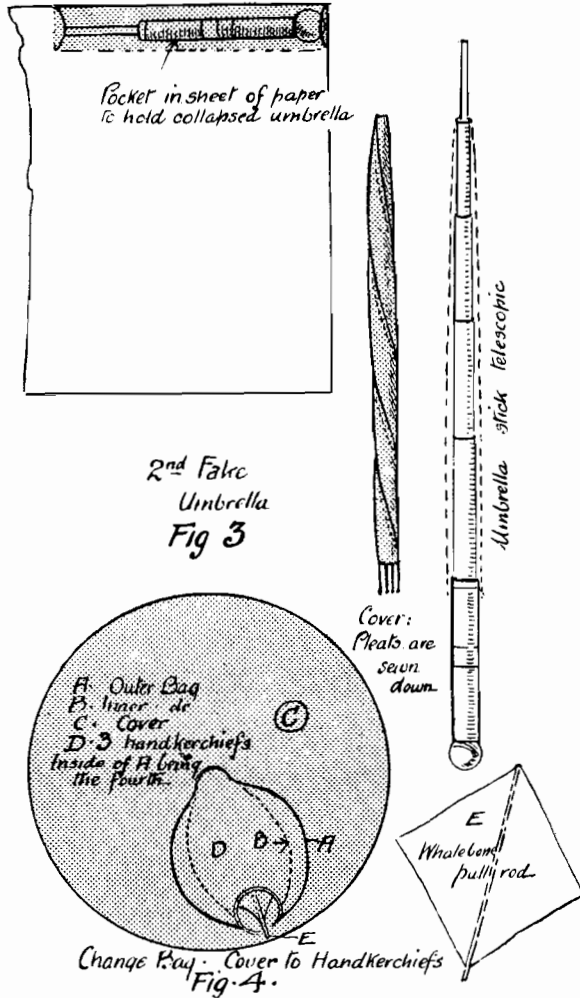 Pocket in sheet of paper
to hold collapsed umbrella
Umbrella stick telescopic
2nd Fake
Umbrella
Fig 3
Cover:
Pleats are
sewn
down
A. Outer Bag
B. Inner do
C. Cover
D. 3 handkerchiefs
Inside of A being
the fourth
C
D B A
E
E
Whalebone
pull rod
Change Bag. Cover to Handkerchiefs
Fig. 4.